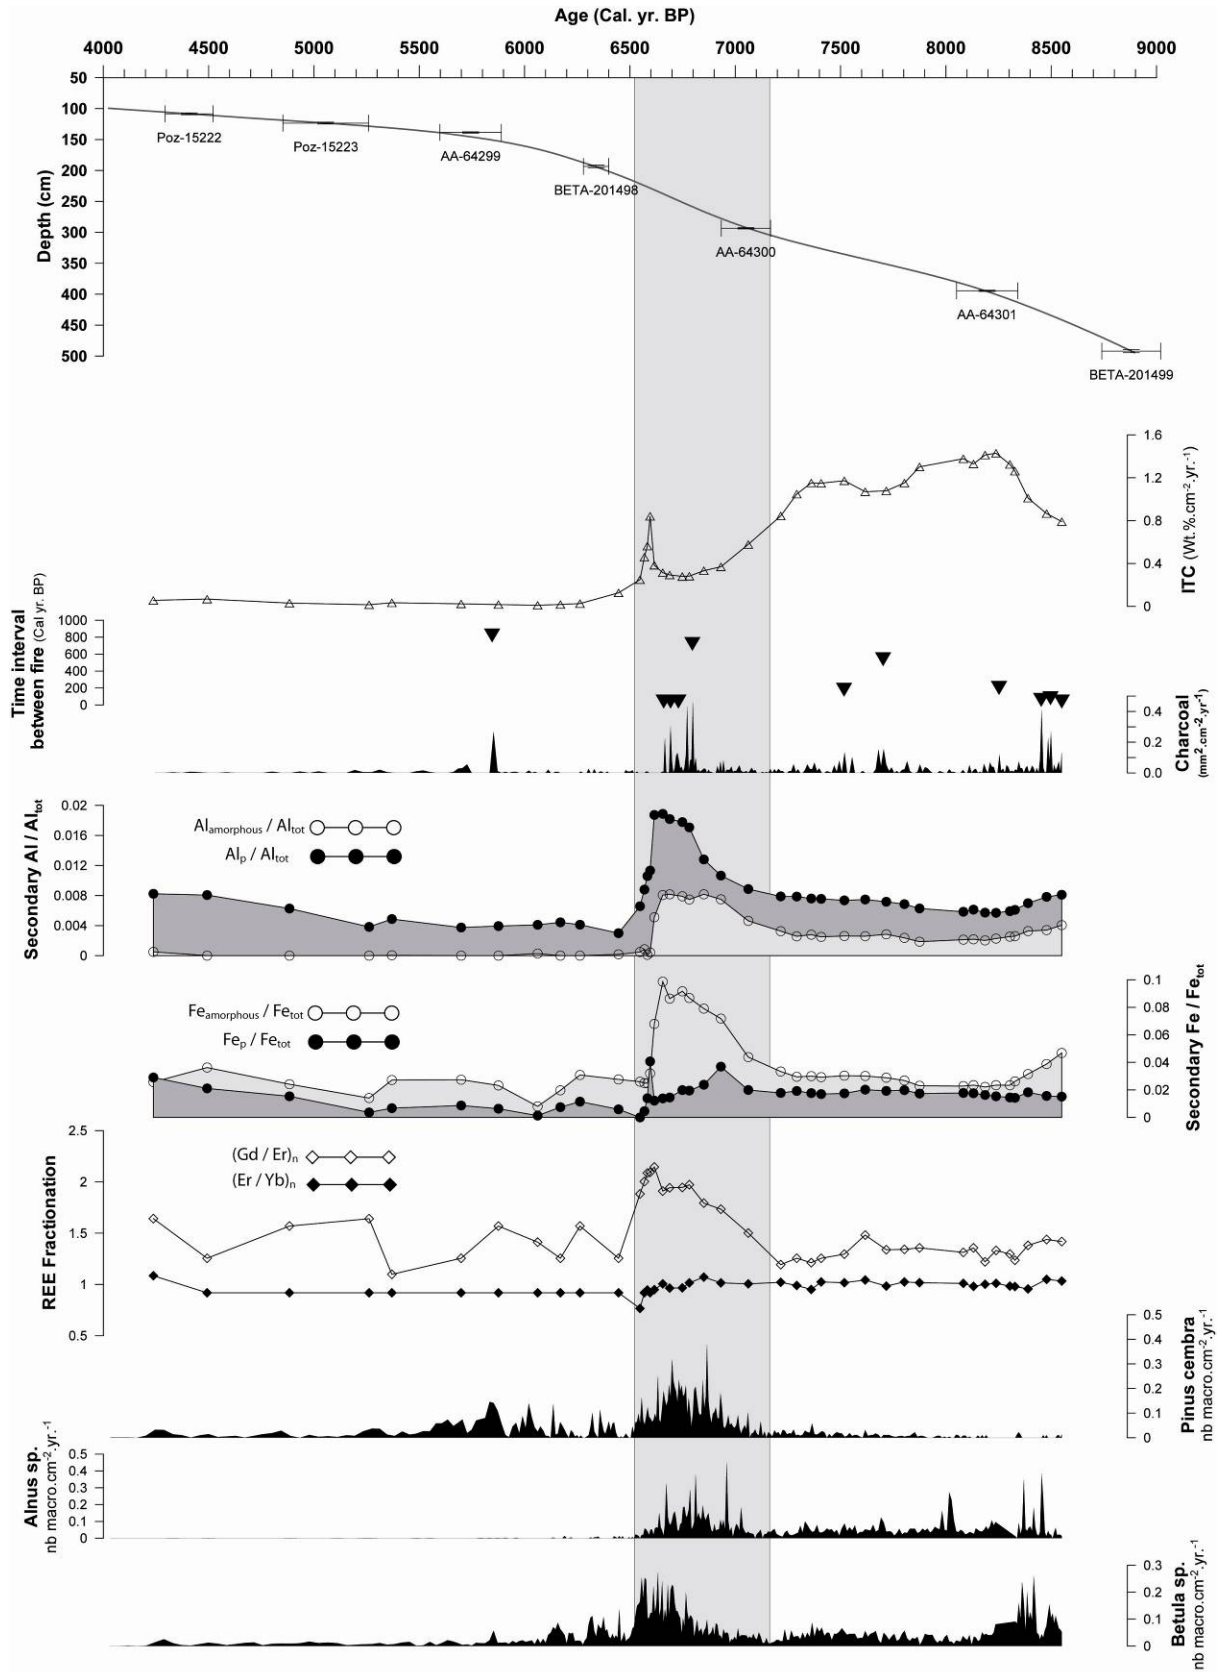 Age (Cal. yr. BP)
4000 4500 5000 5500 6000 6500 7000 7500 8000 8500 9000
Depth (cm)
50
100
150
200
250
300
350
400
450
500
Poz-15222
Poz-15223
AA-64299
BETA-201498
AA-64300
AA-64301
BETA-201499
ITC (Wt.%.cm-2.yr.-1)
1.6
1.2
0.8
0.4
0
Time interval
between fire (Cal yr. BP)
1000
800
600
400
200
0
Charcoal
(mm2.cm-2.yr-1)
0.4
0.2
0.0
Secondary Al / Altot
0.02
0.016
0.012
0.008
0.004
0
Alamorphous / Altot
Alp / Altot
Secondary Fe / Fetot
0.1
0.08
0.06
0.04
0.02
0
Feamorphous / Fetot
Fep / Fetot
REE Fractionation
2.5
2
1.5
1
0.5
(Gd / Er)n
(Er / Yb)n
Pinus cembra
nb macro.cm-2.yr.-1
0.5
0.4
0.3
0.2
0.1
0
Alnus sp.
nb macro.cm-2.yr.-1
0.5
0.4
0.3
0.2
0.1
0
Betula sp.
nb macro.cm-2.yr.-1
0.3
0.2
0.1
0